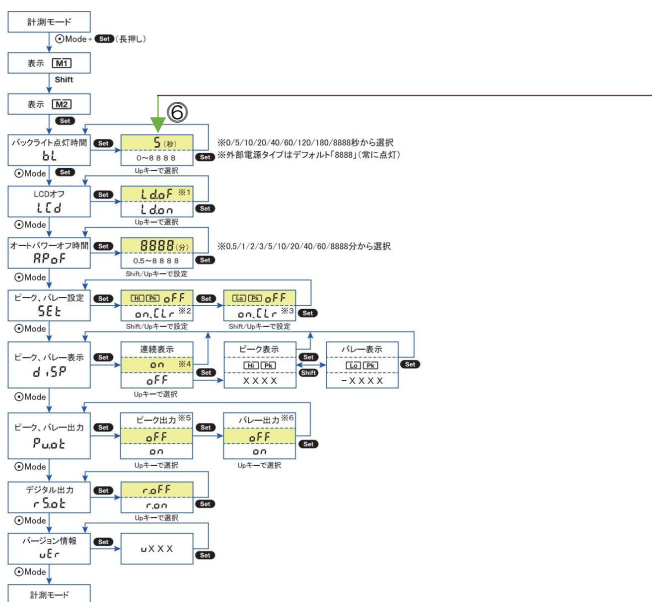 計測モード
⊙Mode+ Set (長押し)
表示 M1
Shift
表示 M2
Set
⑥
バックライト点灯時間
bL
Set
5(秒)
0~8888
Set
Upキーで選択
※0/5/10/20/40/60/120/180/8888秒から選択
※外部電源タイプはデフォルト「8888」(常に点灯)
⊙Mode Set
LCDオフ
LCd
Set
Ld.oF ※1
Ld.on
Set
Upキーで選択
⊙Mode
オートパワーオフ時間
APoF
Set
8888(分)
0.5~8888
Set
Shift/Upキーで設定
※0.5/1/2/3/5/10/20/40/60/8888分から選択
⊙Mode
ピーク、バレー設定
SEt
Set
Hi Pk oFF
on.CLr ※2
Shift/Upキーで設定
Set
Lo Pk oFF
on.CLr ※3
Shift/Upキーで設定
Set
⊙Mode
ピーク、バレー表示
diSP
Set
連続表示
on ※4
oFF
Upキーで選択
Set
ピーク表示
Hi Pk
XXXX
Set
Shift
バレー表示
Lo Pk
-XXXX
Set
⊙Mode
ピーク、バレー出力
Pu.ot
Set
ピーク出力※5
oFF
on
Upキーで選択
Set
バレー出力※6
oFF
on
Upキーで選択
Set
⊙Mode
デジタル出力
rS.ot
Set
r.oFF
r.on
Upキーで選択
Set
⊙Mode
バージョン情報
uEr
Set
uXXX
Set
⊙Mode
計測モード